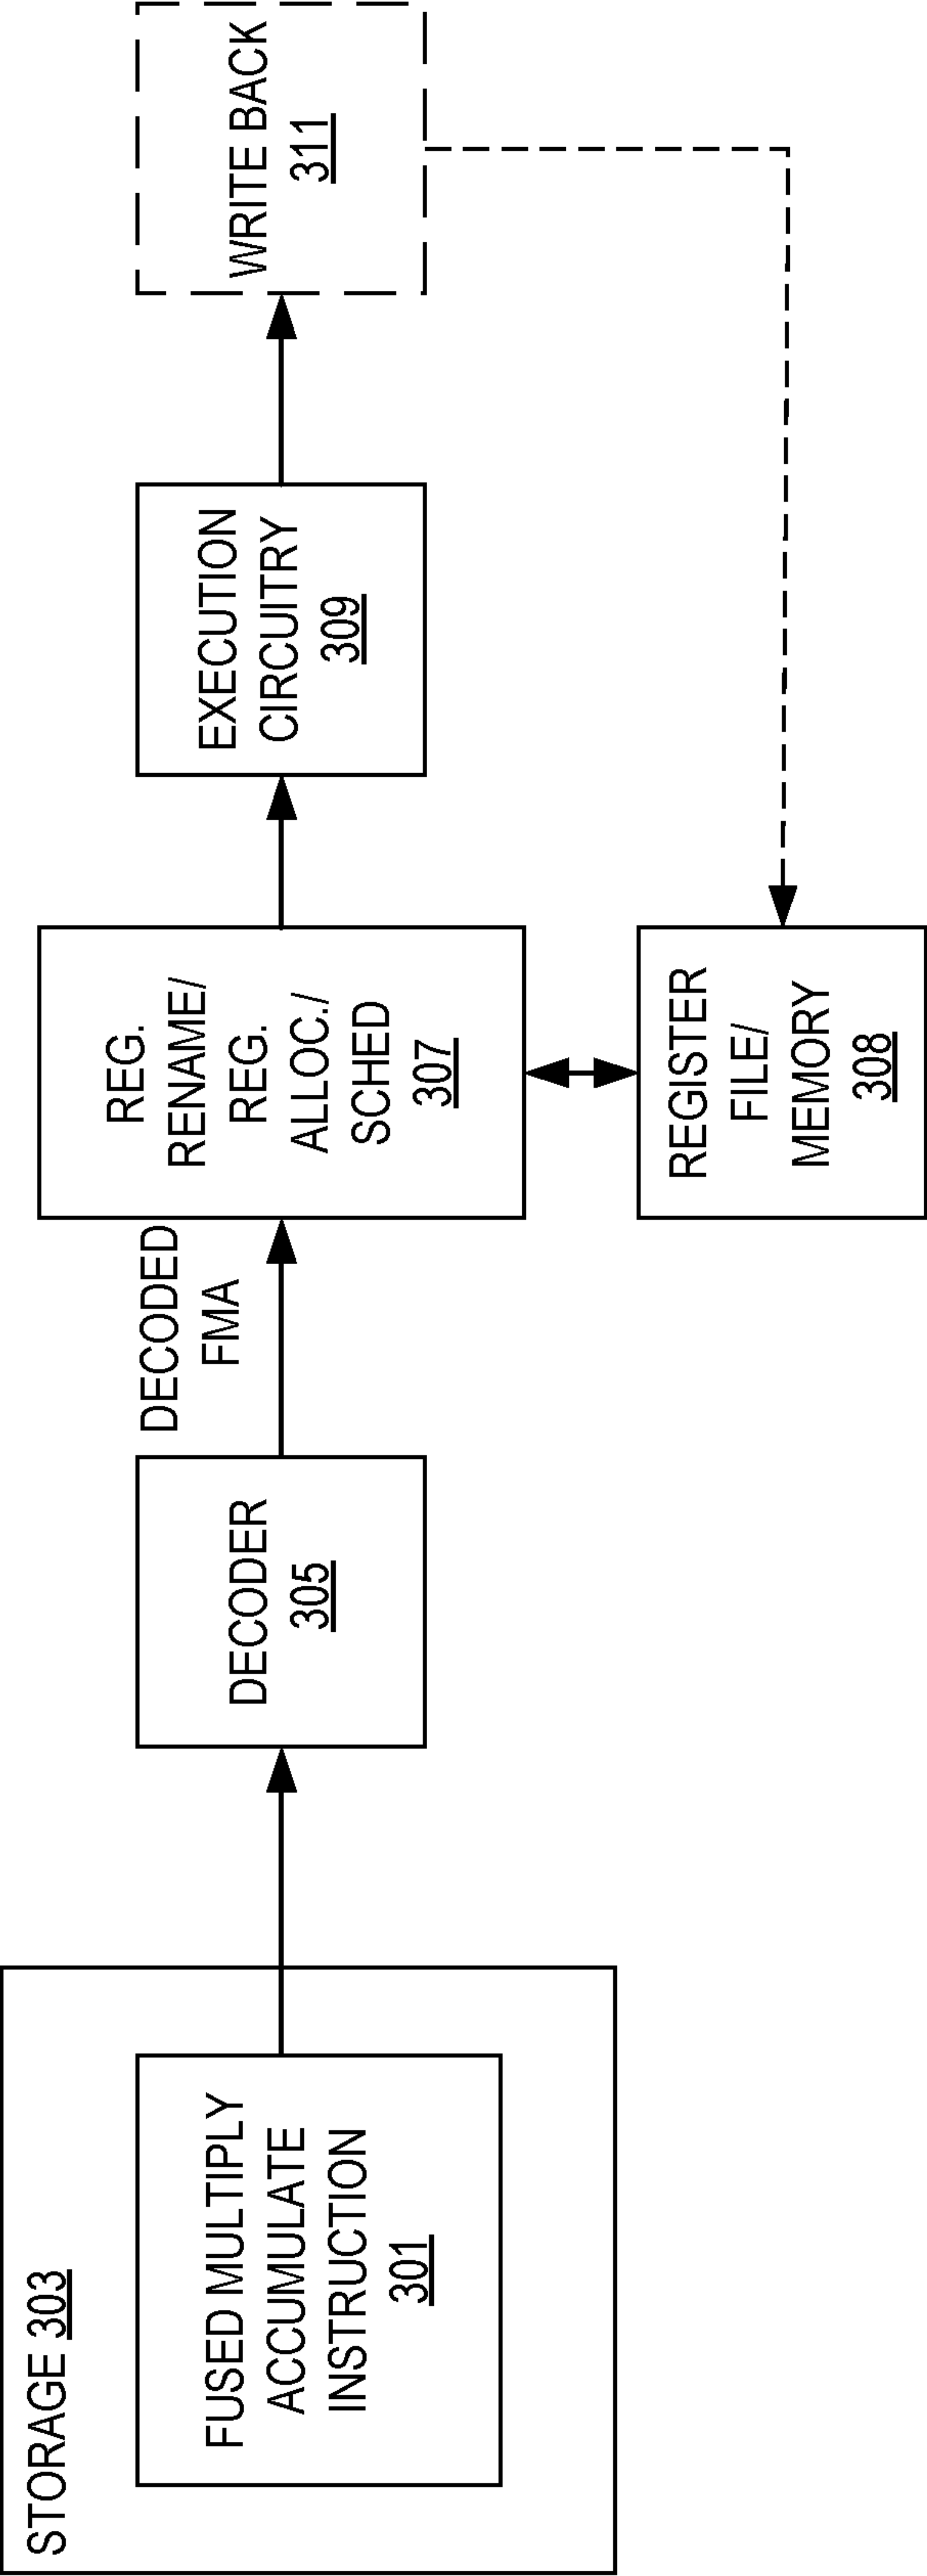 STORAGE 303
FUSED MULTIPLY
ACCUMULATE
INSTRUCTION
301
DECODER
305
DECODED
FMA
REG.
RENAME/
REG.
ALLOC./
SCHED
307
REGISTER
FILE/
MEMORY
308
EXECUTION
CIRCUITRY
309
WRITE BACK
311